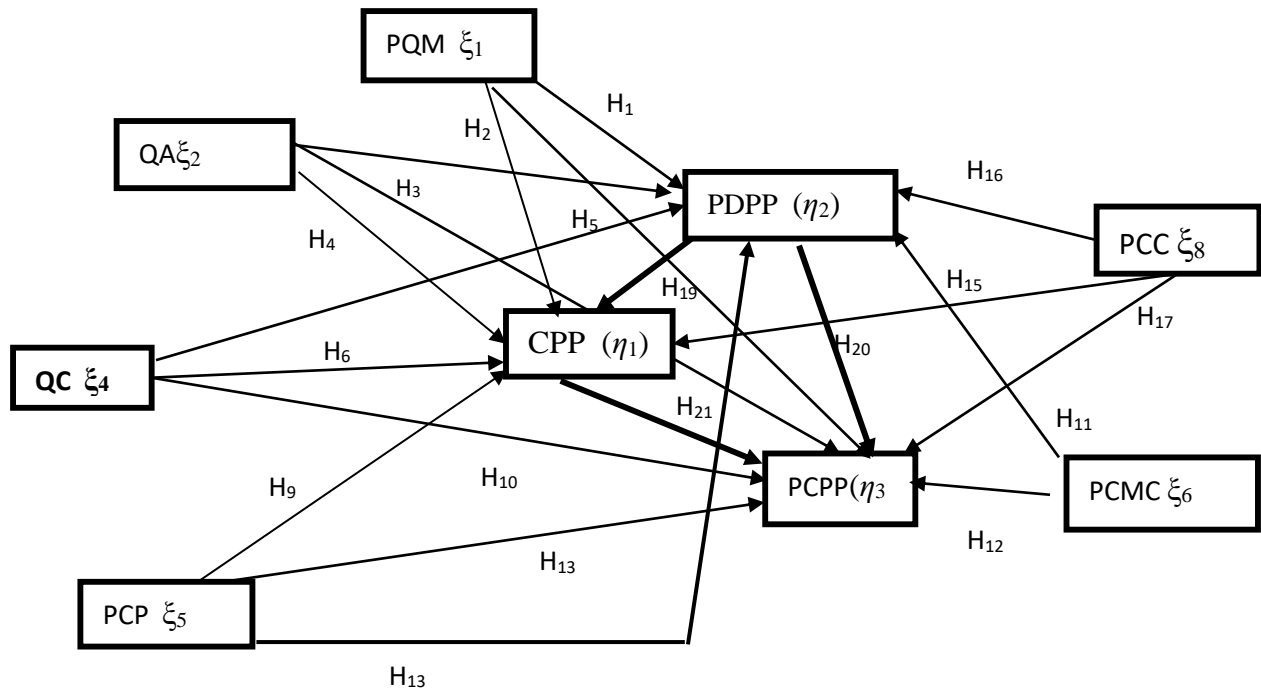 PQM ξ1
H1
H2
QAξ2
H3
H16
PDPP (η2)
H5
H4
PCC ξ8
H19
H15
H17
CPP (η1)
H20
H6
QC ξ4
H21
H11
H9
H10
PCPP(η3
PCMC ξ6
H12
H13
PCP ξ5
H13